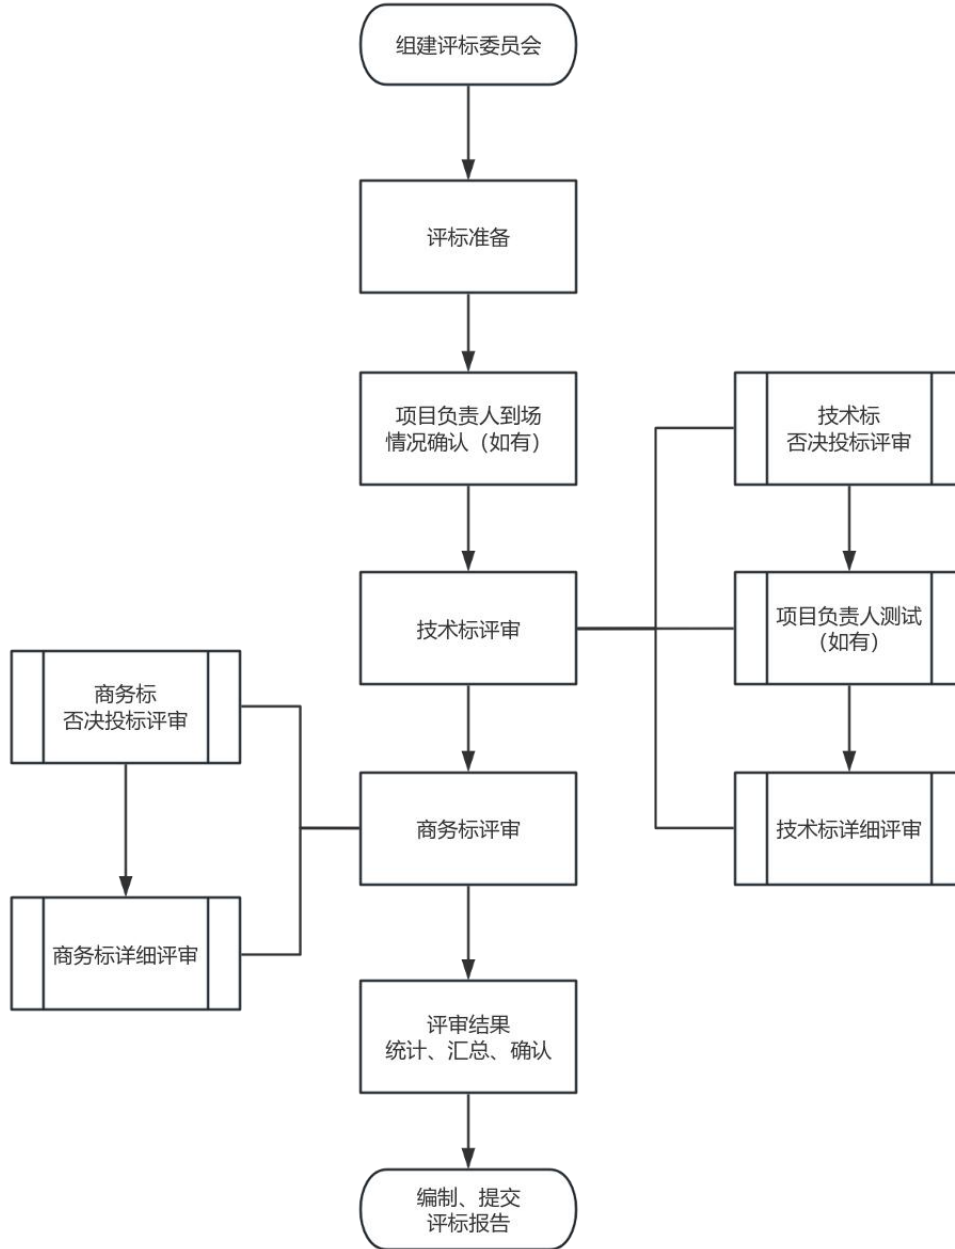 组建评标委员会
评标准备
项目负责人到场
情况确认（如有）
技术标
否决投标评审
技术标评审
项目负责人测试
（如有）
商务标
否决投标评审
商务标评审
技术标详细评审
商务标详细评审
评审结果
统计、汇总、确认
编制、提交
评标报告